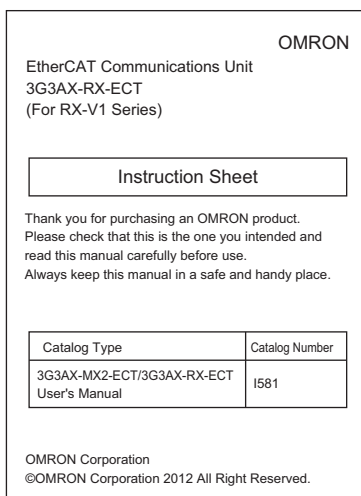 OMRON
EtherCAT Communications Unit
3G3AX-RX-ECT
(For RX-V1 Series)
Instruction Sheet
Thank you for purchasing an OMRON product.
Please check that this is the one you intended and
read this manual carefully before use.
Always keep this manual in a safe and handy place.
Catalog Type Catalog Number
3G3AX-MX2-ECT/3G3AX-RX-ECT
User's Manual I581
OMRON Corporation
©OMRON Corporation 2012 All Right Reserved.